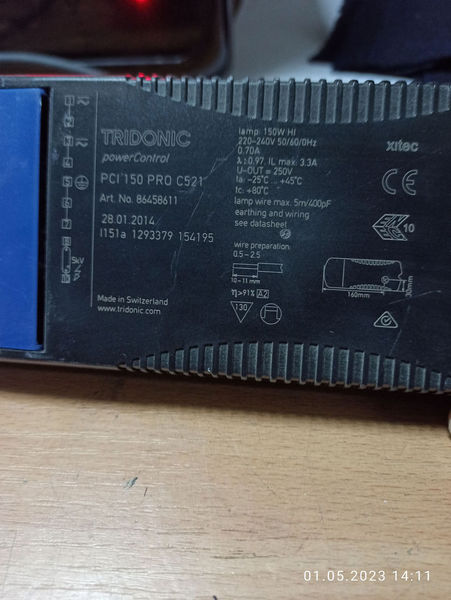 TRIDONIC
powerControl
PCI 150 PRO C521
Art. No. 86458611
28.01.2014
I151a 1293379 154195
Made in Switzerland
www.tridonic.com
lamp: 150W HI
220-240V 50/60/0Hz
0.70A
λ≥0.97. IL max: 3.3A
U-OUT = 250V
ta: -25°C ... +45°C
tc: +80°C
lamp wire max. 5m/400pF
earthing and wiring
see datasheet
wire preparation:
0.5 - 2.5
10 - 11 mm
η>91% A2
130
xitec
CE
10
160mm
30mm
5kV
01.05.2023 14:11